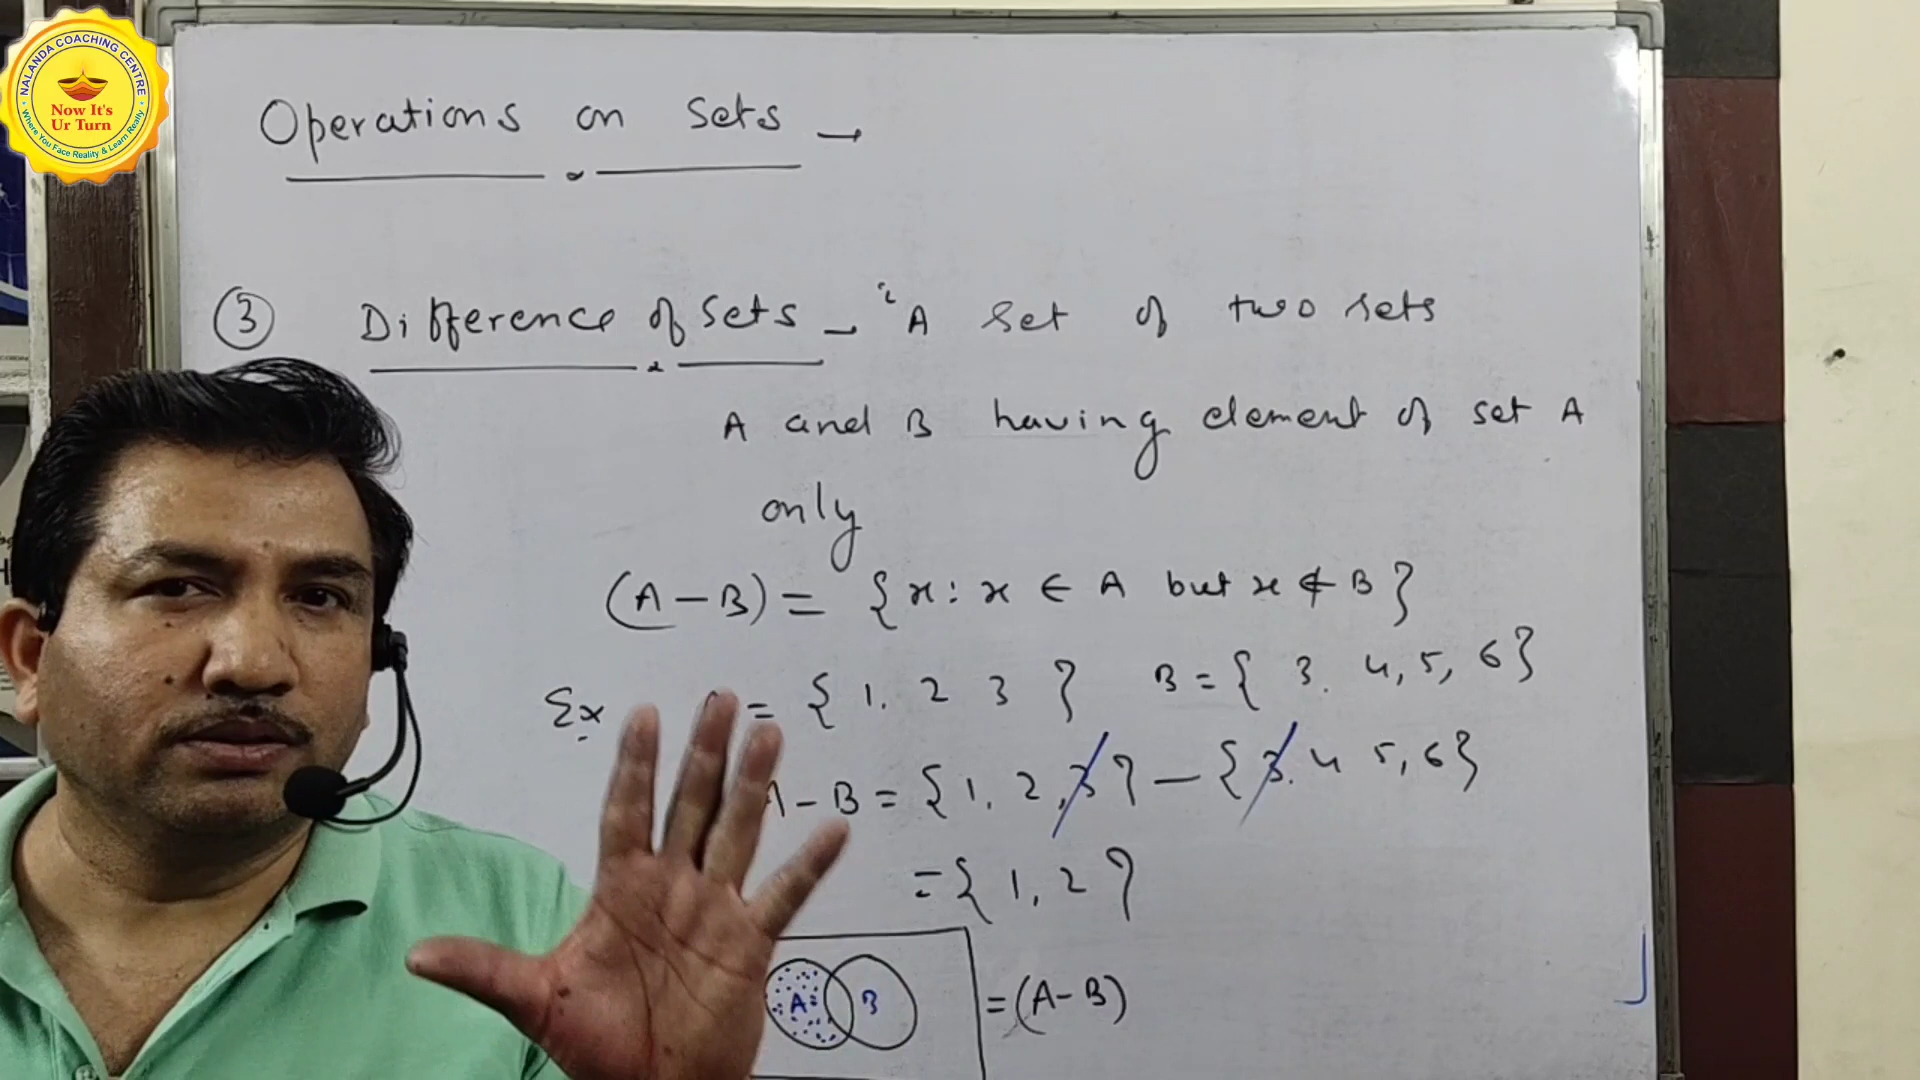 NALANDA COACHING CENTRE
Now It's
Ur Turn
Where You Face Reality & Learn Really
Operations on Sets →
③ Difference of Sets - A set of two sets
A and B having element of set A
only
(A-B) = {x: x ∈ A but x ∉ B}
Ex = {1. 2 3} B={3. 4, 5, 6}
A-B = {1, 2, 3} - {3. 4 5, 6}
= {1, 2}
A B = (A-B)